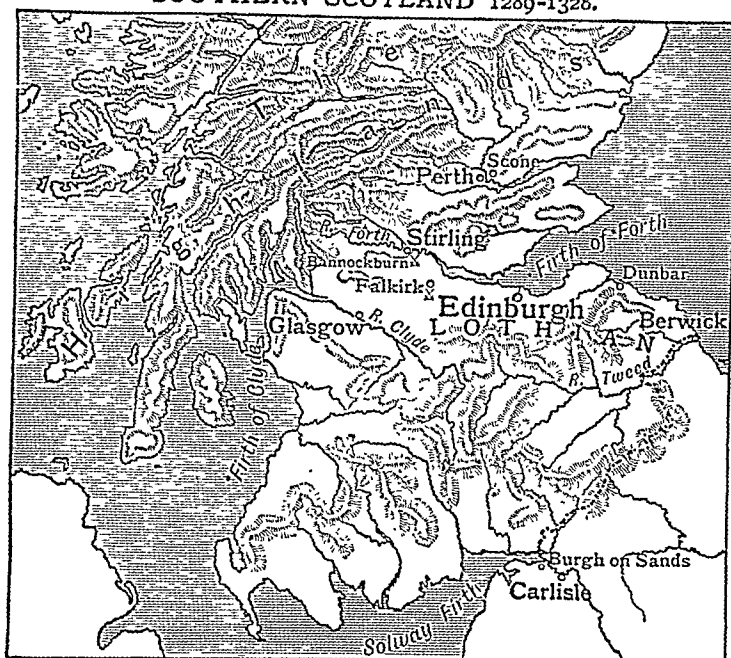 SOUTHERN SCOTLAND 1289-1328.
Highlands
Scone
Perth
R. Forth
Stirling
Firth of Forth
Bannockburn
Falkirk
Dunbar
Edinburgh
Glasgow
R. Clyde
LOTHIAN
Berwick
R. Tweed
Firth of Clyde
Burgh on Sands
Carlisle
Solway Firth